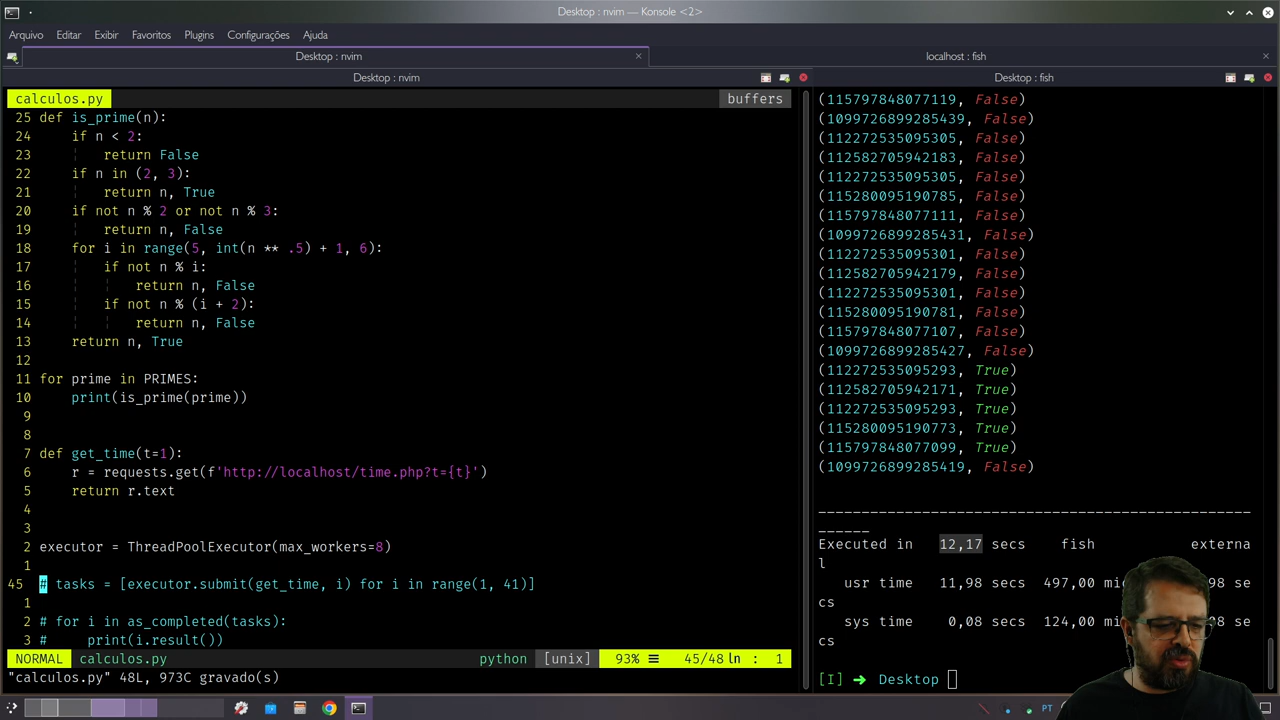 Desktop : nvim — Konsole <2>
Arquivo Editar Exibir Favoritos Plugins Configurações Ajuda
Desktop : nvim
localhost : fish
Desktop : nvim
Desktop : fish
calculos.py buffers
25 def is_prime(n):
24     if n < 2:
23         return False
22     if n in (2, 3):
21         return n, True
20     if not n % 2 or not n % 3:
19         return n, False
18     for i in range(5, int(n ** .5) + 1, 6):
17         if not n % i:
16             return n, False
15         if not n % (i + 2):
14             return n, False
13     return n, True
12
11 for prime in PRIMES:
10     print(is_prime(prime))
9
8
7 def get_time(t=1):
6     r = requests.get(f'http://localhost/time.php?t={t}')
5     return r.text
4
3
2 executor = ThreadPoolExecutor(max_workers=8)
1
45 # tasks = [executor.submit(get_time, i) for i in range(1, 41)]
1
2 # for i in as_completed(tasks):
3 #     print(i.result())
NORMAL calculos.py python [unix] 93% ☰ 45/48 ln : 1
"calculos.py" 48L, 973C gravado(s)
(115797848077119, False)
(1099726899285439, False)
(112272535095305, False)
(112582705942183, False)
(112272535095305, False)
(115280095190785, False)
(115797848077111, False)
(1099726899285431, False)
(112272535095301, False)
(112582705942179, False)
(112272535095301, False)
(115280095190781, False)
(115797848077107, False)
(1099726899285427, False)
(112272535095293, True)
(112582705942171, True)
(112272535095293, True)
(115280095190773, True)
(115797848077099, True)
(1099726899285419, False)
Executed in 12,17 secs fish externa
l
usr time 11,98 secs 497,00 mi 98 se
cs
sys time 0,08 secs 124,00 m se
cs
[I] ➜ Desktop
PT